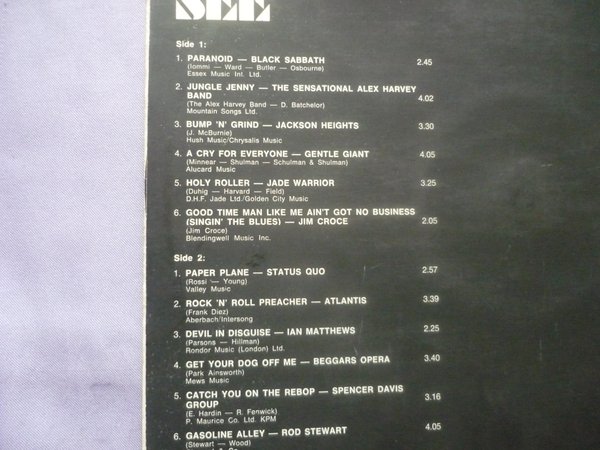 SEE
Side 1:
1. PARANOID — BLACK SABBATH 2.45
(Iommi — Ward — Butler — Osbourne)
Essex Music Int. Ltd.
2. JUNGLE JENNY — THE SENSATIONAL ALEX HARVEY
BAND 4.02
(The Alex Harvey Band — D. Batchelor)
Mountain Songs Ltd.
3. BUMP 'N' GRIND — JACKSON HEIGHTS 3.30
(J. McBurnie)
Hush Music/Chrysalis Music
4. A CRY FOR EVERYONE — GENTLE GIANT 4.05
(Minnear — Shulman — Schulman & Shulman)
Alucard Music
5. HOLY ROLLER — JADE WARRIOR 3.25
(Duhig — Harvard — Field)
D.H.F. Jade Ltd./Golden City Music
6. GOOD TIME MAN LIKE ME AIN'T GOT NO BUSINESS
(SINGIN' THE BLUES) — JIM CROCE 2.05
(Jim Croce)
Blendingwell Music Inc.
Side 2:
1. PAPER PLANE — STATUS QUO 2.57
(Rossi — Young)
Valley Music
2. ROCK 'N' ROLL PREACHER — ATLANTIS 3.39
(Frank Diez)
Aberbach/Intersong
3. DEVIL IN DISGUISE — IAN MATTHEWS 2.25
(Parsons — Hillman)
Rondor Music (London) Ltd.
4. GET YOUR DOG OFF ME — BEGGARS OPERA 3.40
(Park Ainsworth)
Mews Music
5. CATCH YOU ON THE REBOP — SPENCER DAVIS
GROUP 3.16
(E. Hardin — R. Fenwick)
P. Maurice Co. Ltd. KPM
6. GASOLINE ALLEY — ROD STEWART 4.05
(Stewart — Wood)